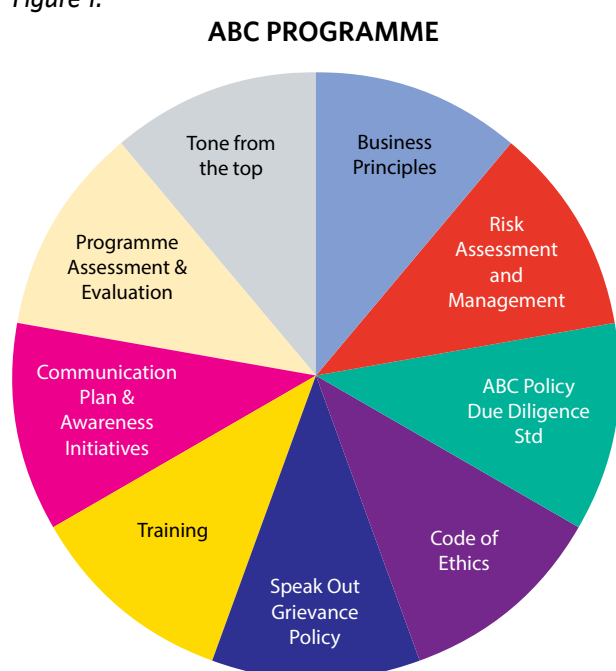 Figure 1.
ABC PROGRAMME
Business
Principles
Risk
Assessment
and
Management
ABC Policy
Due Diligence
Std
Code of
Ethics
Speak Out
Grievance
Policy
Training
Communication
Plan &
Awareness
Initiatives
Programme
Assessment &
Evaluation
Tone from
the top